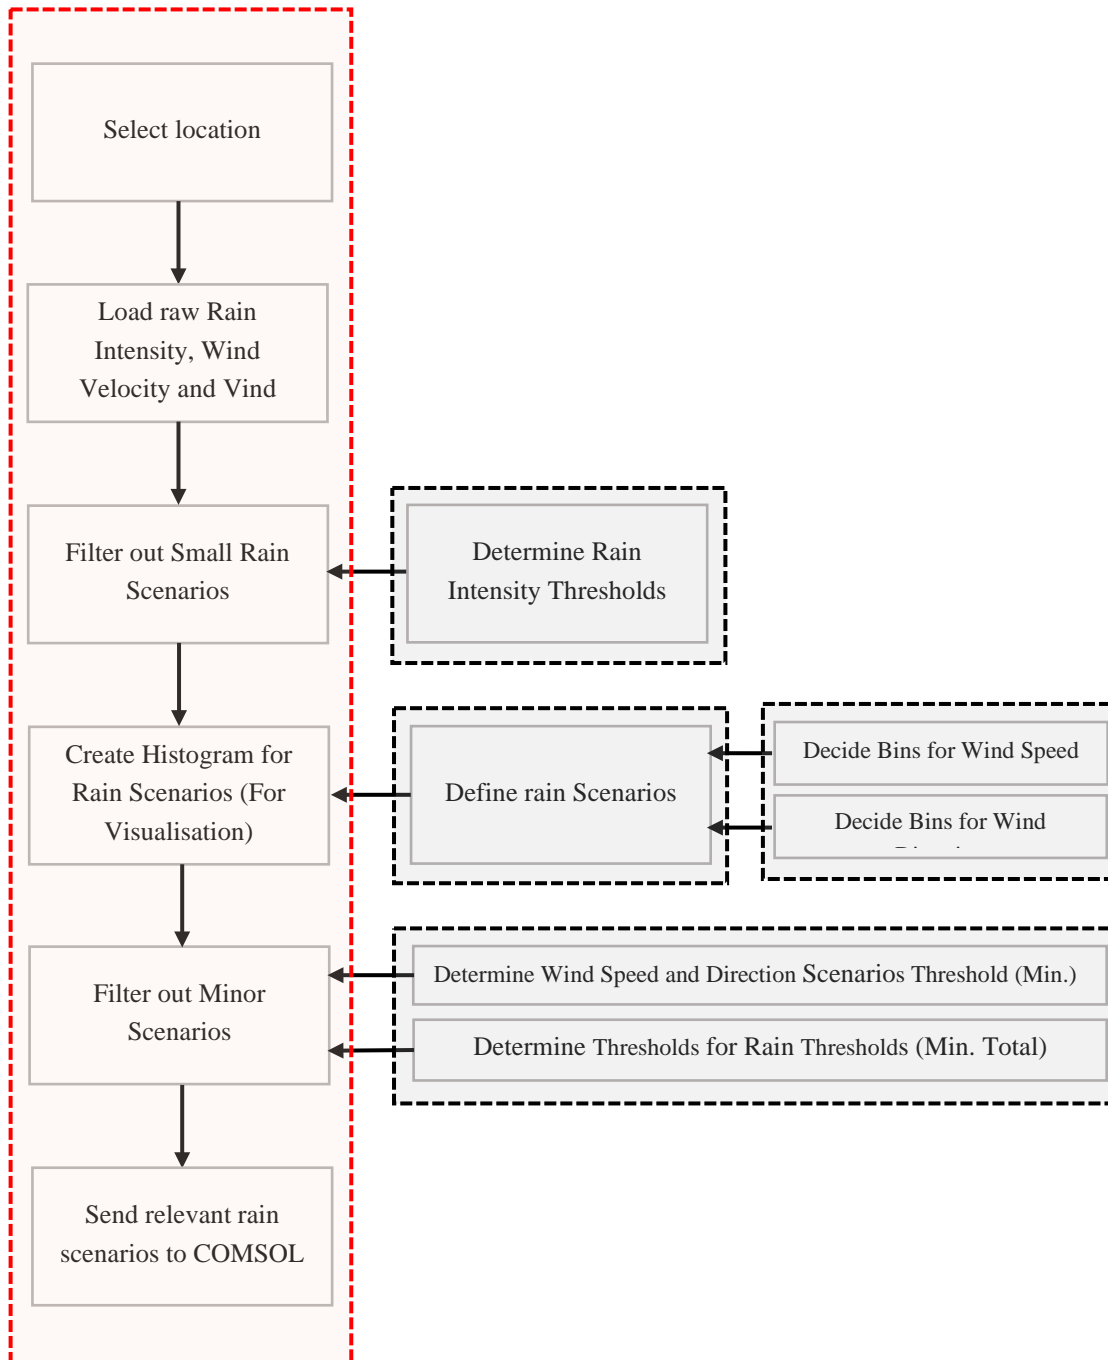 Select location
Load raw Rain
Intensity, Wind
Velocity and Vind
Filter out Small Rain
Scenarios
Determine Rain
Intensity Thresholds
Create Histogram for
Rain Scenarios (For
Visualisation)
Define rain Scenarios
Decide Bins for Wind Speed
Decide Bins for Wind
Filter out Minor
Scenarios
Determine Wind Speed and Direction Scenarios Threshold (Min.)
Determine Thresholds for Rain Thresholds (Min. Total)
Send relevant rain
scenarios to COMSOL